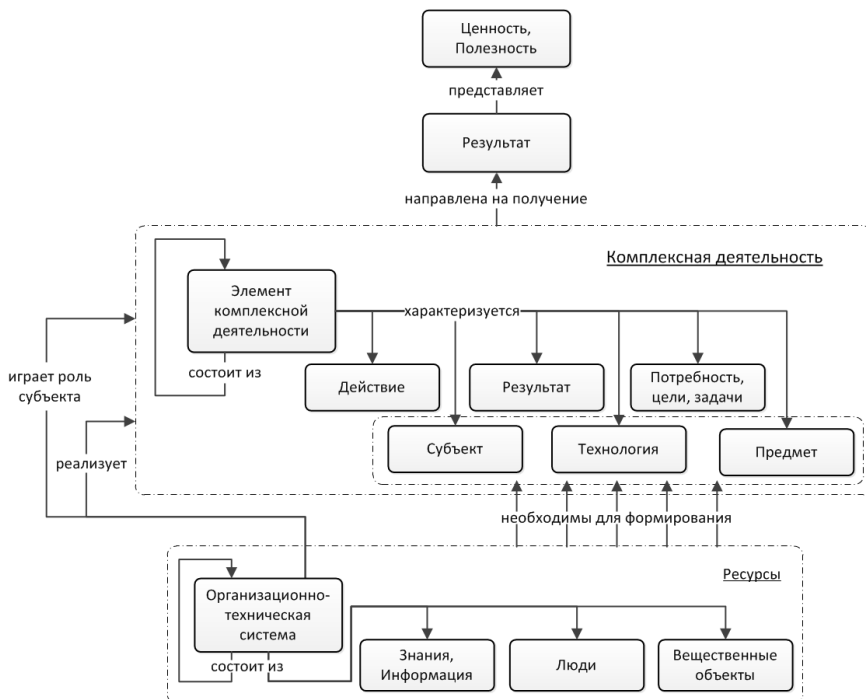 Ценность,
Полезность
представляет
Результат
направлена на получение
Комплексная деятельность
Элемент
комплексной
деятельности
характеризуется
состоит из
играет роль
субъекта
Действие
Результат
Потребность,
цели, задачи
Субъект
Технология
Предмет
реализует
необходимы для формирования
Ресурсы
Организационно-
техническая
система
состоит из
Знания,
Информация
Люди
Вещественные
объекты